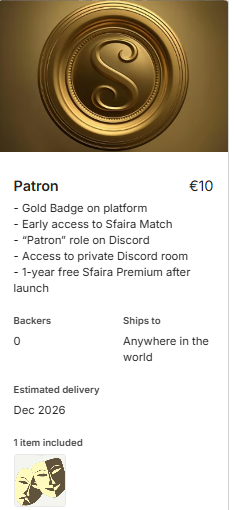 S
Patron €10
- Gold Badge on platform
- Early access to Sfaira Match
- “Patron” role on Discord
- Access to private Discord room
- 1-year free Sfaira Premium after
launch
Backers Ships to
0 Anywhere in the
world
Estimated delivery
Dec 2026
1 item included